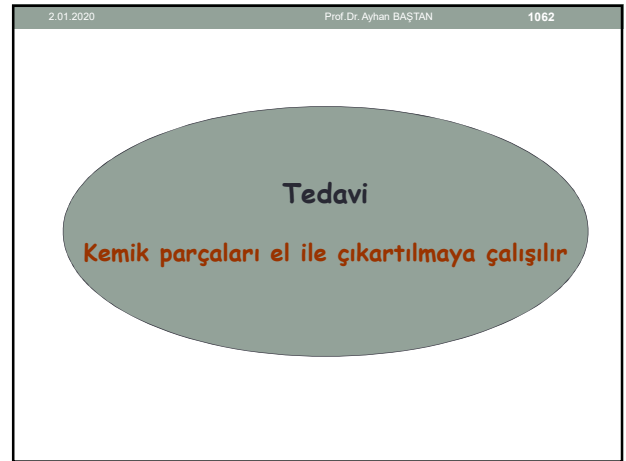 2.01.2020 Prof.Dr. Ayhan BAŞTAN 1062
Tedavi
Kemik parçaları el ile çıkartılmaya çalışılır